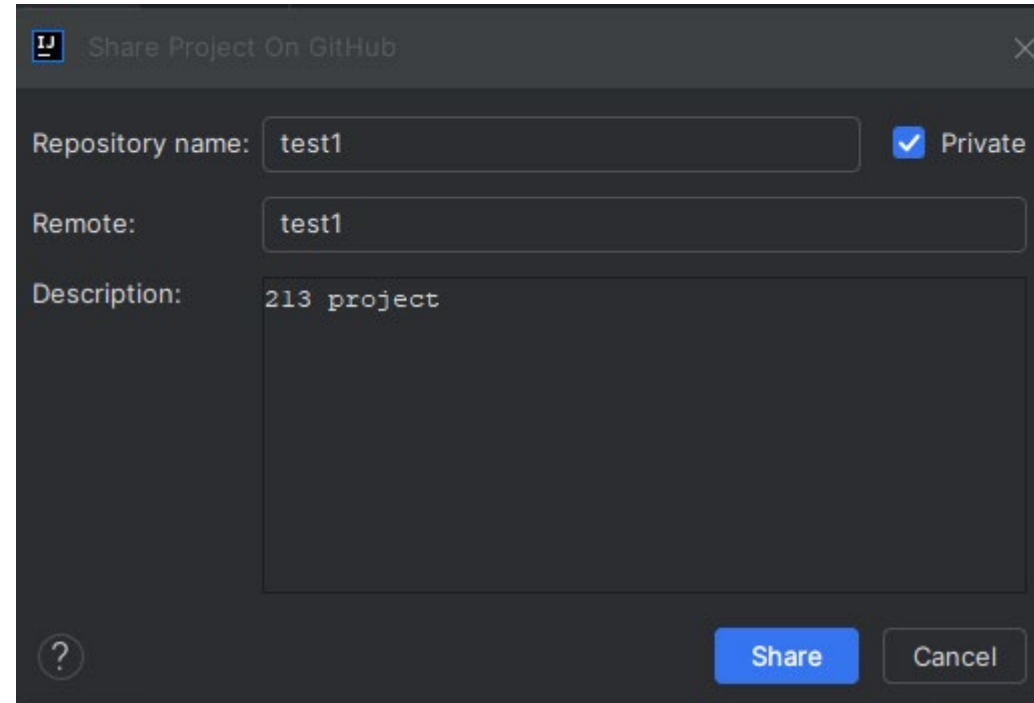 IJ
Share Project On GitHub
Repository name: test1 Private
Remote: test1
Description: 213 project
? Share Cancel